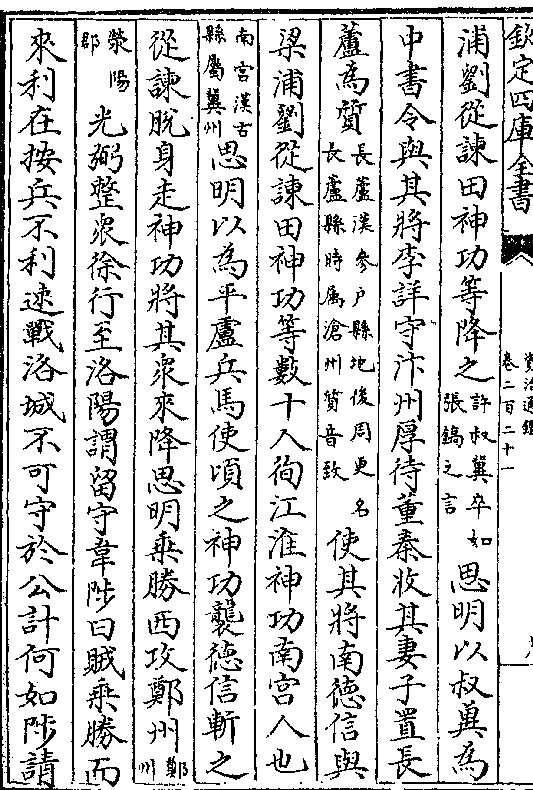 欽定四庫全書
資治通鑑
卷二百二十一
浦劉從諫田神功等降之許叔冀卒如張鎬之言思明以叔冀為
中書令與其將李詳守汴州厚待董秦收其妻子置長
蘆為質長蘆漢參戶縣地後周更名長蘆縣時屬滄州質音致使其將南德信與
梁浦劉從諫田神功等數十人徇江淮神功南宮人也
南宮漢古縣屬冀州思明以為平盧兵馬使頃之神功襲德信斬之
從諫脫身走神功將其衆來降思明乘勝西攻鄭州鄭州
滎陽郡光弼整衆徐行至洛陽謂留守韋陟曰賊乘勝而
來利在按兵不利速戰洛城不可守於公計何如陟請